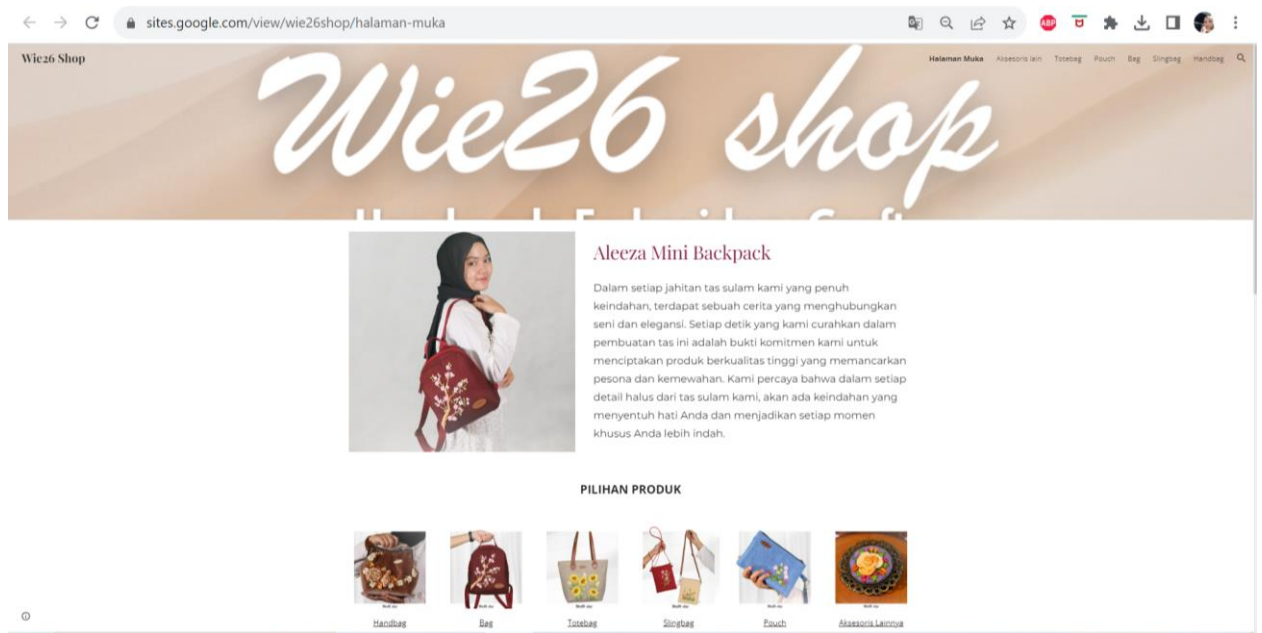 sites.google.com/view/wie26shop/halaman-muka
Wie26 Shop
Halaman Muka Aksesoris lain Totebag Pouch Bag Slingbag Handbag
Wie26 shop
Aleeza Mini Backpack
Dalam setiap jahitan tas sulam kami yang penuh
keindahan, terdapat sebuah cerita yang menghubungkan
seni dan elegansi. Setiap detik yang kami curahkan dalam
pembuatan tas ini adalah bukti komitmen kami untuk
menciptakan produk berkualitas tinggi yang memancarkan
pesona dan kemewahan. Kami percaya bahwa dalam setiap
detail halus dari tas sulam kami, akan ada keindahan yang
menyentuh hati Anda dan menjadikan setiap momen
khusus Anda lebih indah.
PILIHAN PRODUK
Handbag Bag Totebag Slingbag Pouch Aksesoris Lainnya